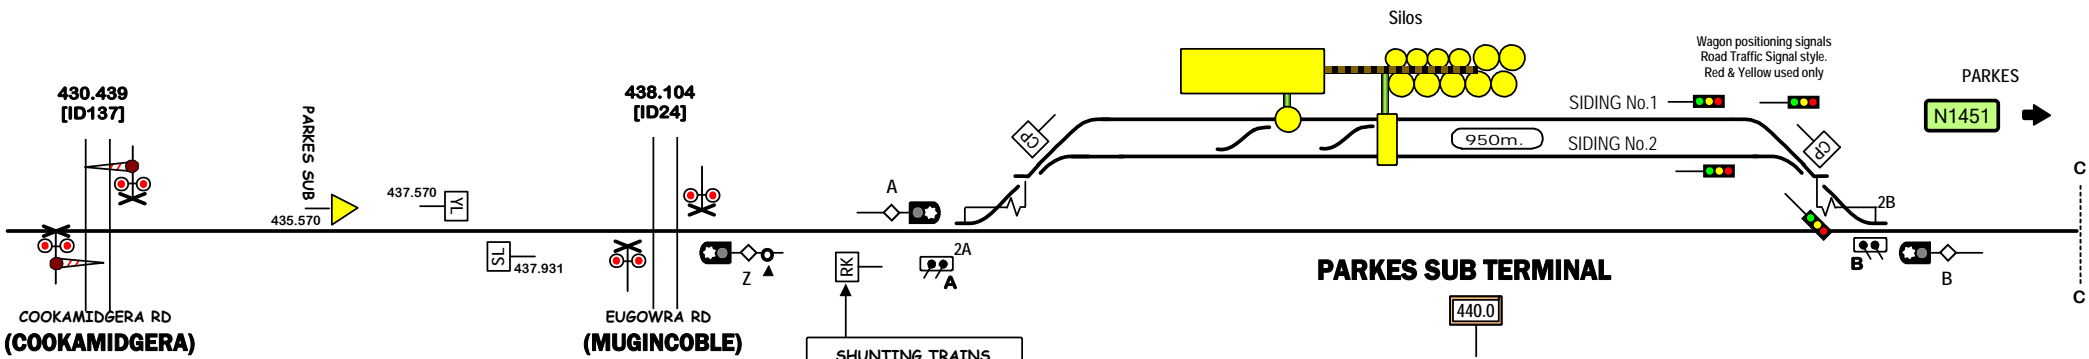 Silos
Wagon positioning signals
Road Traffic Signal style.
Red & Yellow used only
PARKES
N1451
430.439
[ID137]
438.104
[ID24]
PARKES SUB
435.570
437.570
YL
SL
437.931
A
Z
RK
2A
A
CP
SIDING No.1
950m.
SIDING No.2
CP
2B
B
B
C
C
PARKES SUB TERMINAL
440.0
COOKAMIDGERA RD
(COOKAMIDGERA)
EUGOWRA RD
(MUGINCOBLE)
SHUNTING TRAINS